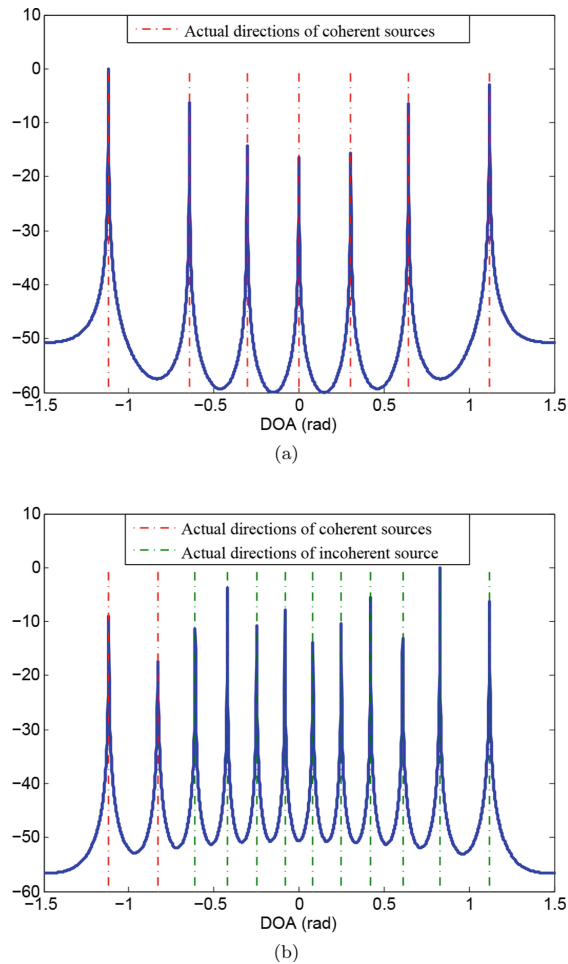 10
Actual directions of coherent sources
0
−10
−20
−30
−40
−50
−60
−1.5 −1 −0.5 0 0.5 1 1.5
DOA (rad)
(a)
10
Actual directions of coherent sources
Actual directions of incoherent source
0
−10
−20
−30
−40
−50
−60
−1.5 −1 −0.5 0 0.5 1 1.5
DOA (rad)
(b)